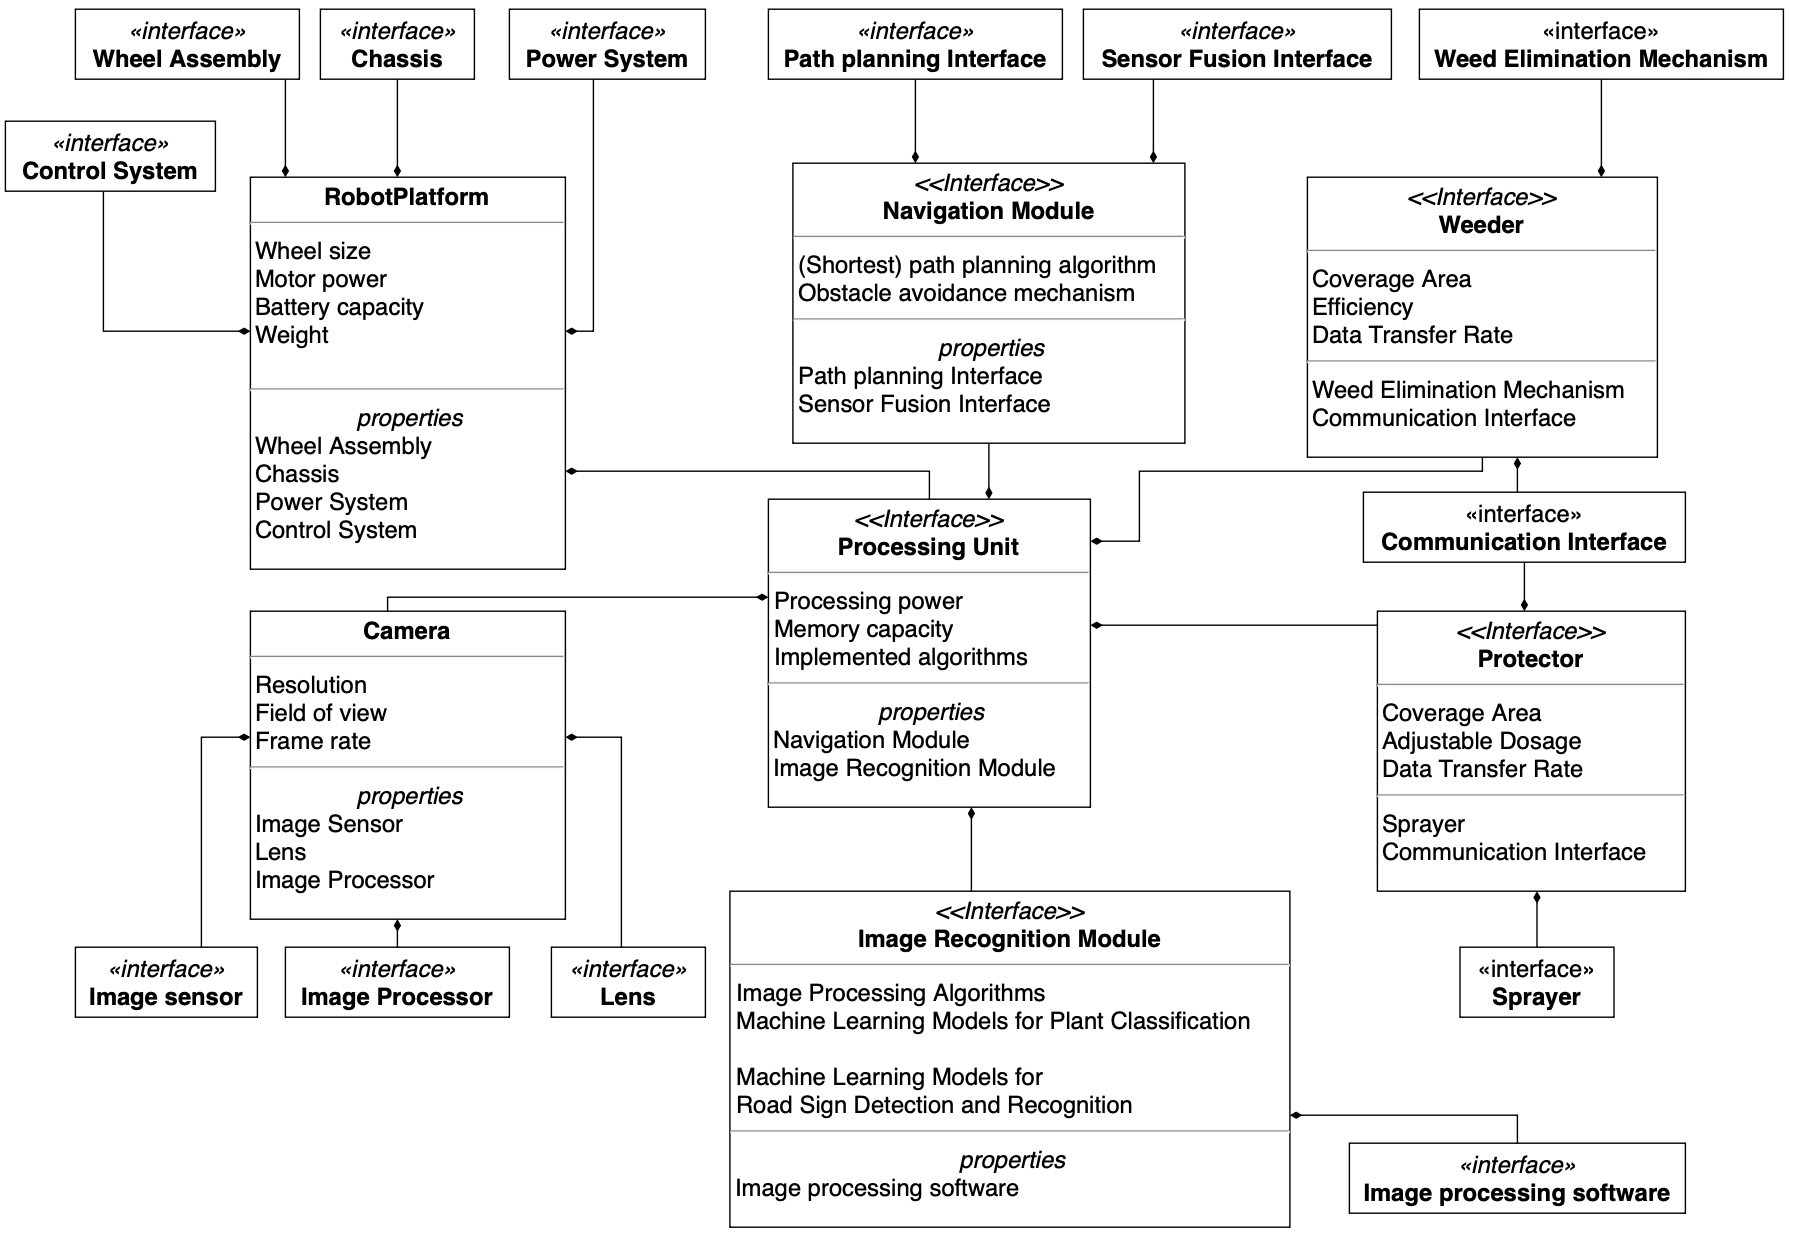 «interface»
Wheel Assembly
«interface»
Chassis
«interface»
Power System
«interface»
Path planning Interface
«interface»
Sensor Fusion Interface
«interface»
Weed Elimination Mechanism
«interface»
Control System
RobotPlatform
Wheel size
Motor power
Battery capacity
Weight
properties
Wheel Assembly
Chassis
Power System
Control System
<<Interface>>
Navigation Module
(Shortest) path planning algorithm
Obstacle avoidance mechanism
properties
Path planning Interface
Sensor Fusion Interface
<<Interface>>
Weeder
Coverage Area
Efficiency
Data Transfer Rate
Weed Elimination Mechanism
Communication Interface
«interface»
Communication Interface
<<Interface>>
Processing Unit
Processing power
Memory capacity
Implemented algorithms
properties
Navigation Module
Image Recognition Module
Camera
Resolution
Field of view
Frame rate
properties
Image Sensor
Lens
Image Processor
<<Interface>>
Protector
Coverage Area
Adjustable Dosage
Data Transfer Rate
Sprayer
Communication Interface
«interface»
Image sensor
«interface»
Image Processor
«interface»
Lens
<<Interface>>
Image Recognition Module
Image Processing Algorithms
Machine Learning Models for Plant Classification
Machine Learning Models for
Road Sign Detection and Recognition
properties
Image processing software
«interface»
Sprayer
«interface»
Image processing software